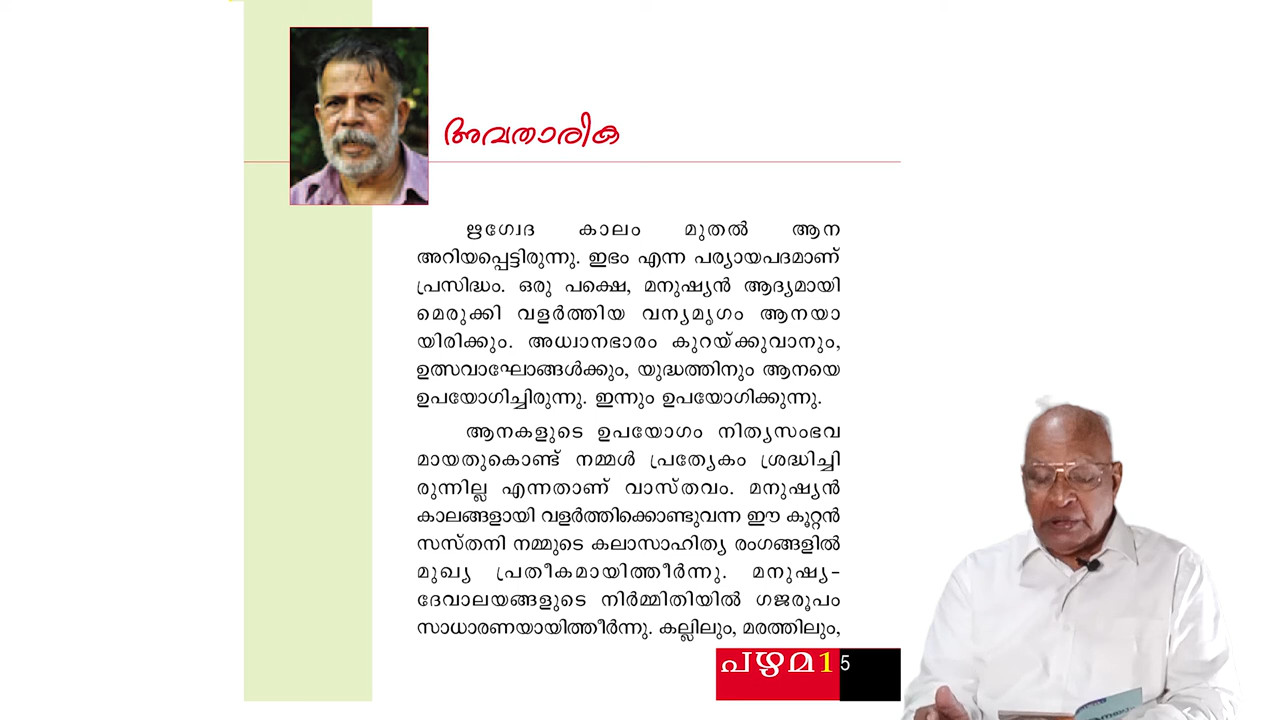 അവതാരിക
ഋഗ്വേദ കാലം മുതൽ ആന
അറിയപ്പെട്ടിരുന്നു. ഇഭം എന്ന പര്യായപദമാണ്
പ്രസിദ്ധം. ഒരു പക്ഷെ, മനുഷ്യൻ ആദ്യമായി
മെരുക്കി വളർത്തിയ വന്യമൃഗം ആനയാ
യിരിക്കും. അധ്വാനഭാരം കുറയ്ക്കുവാനും,
ഉത്സവാഘോങ്ങൾക്കും, യുദ്ധത്തിനും ആനയെ
ഉപയോഗിച്ചിരുന്നു. ഇന്നും ഉപയോഗിക്കുന്നു.
ആനകളുടെ ഉപയോഗം നിത്യസംഭവ
മായതുകൊണ്ട് നമ്മൾ പ്രത്യേകം ശ്രദ്ധിച്ചി
രുന്നില്ല എന്നതാണ് വാസ്തവം. മനുഷ്യൻ
കാലങ്ങളായി വളർത്തിക്കൊണ്ടുവന്ന ഈ കൂറ്റൻ
സസ്തനി നമ്മുടെ കലാസാഹിത്യ രംഗങ്ങളിൽ
മുഖ്യ പ്രതീകമായിത്തീർന്നു. മനുഷ്യ-
ദേവാലയങ്ങളുടെ നിർമ്മിതിയിൽ ഗജരൂപം
സാധാരണയായിത്തീർന്നു. കല്ലിലും, മരത്തിലും,
പഴമ 1 5